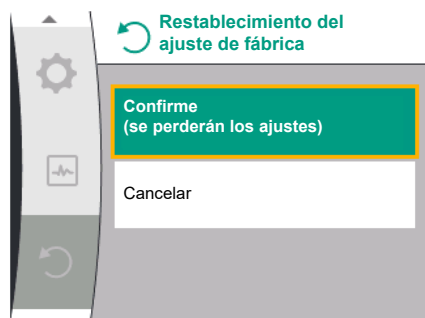 Restablecimiento del
ajuste de fábrica
Confirme
(se perderán los ajustes)
Cancelar